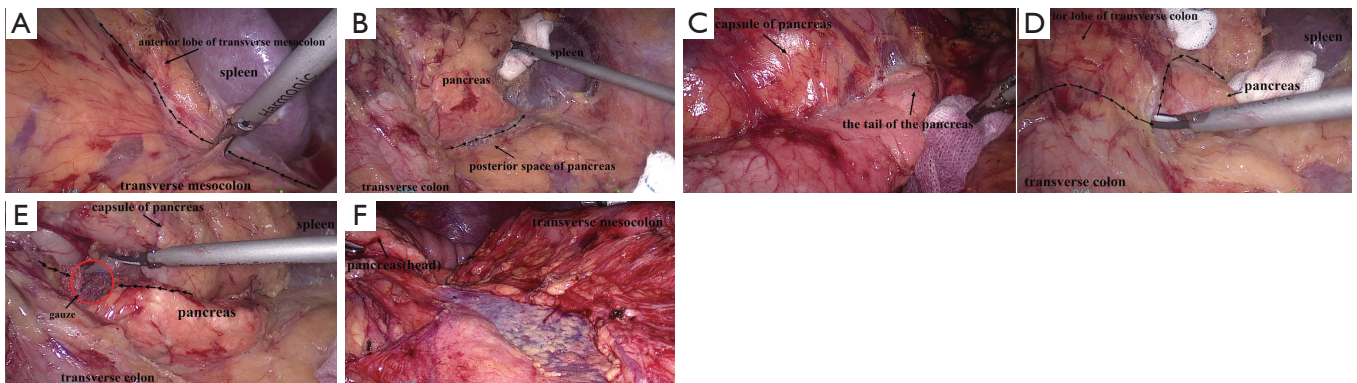 A
anterior lobe of transverse mesocolon
spleen
Harmonic
transverse mesocolon
B
spleen
pancreas
posterior space of pancreas
transverse colon
C
capsule of pancreas
the tail of the pancreas
D
lobe of transverse colon
spleen
pancreas
transverse colon
E
capsule of pancreas
spleen
gauze
pancreas
transverse colon
F
transverse mesocolon
pancreas(head)